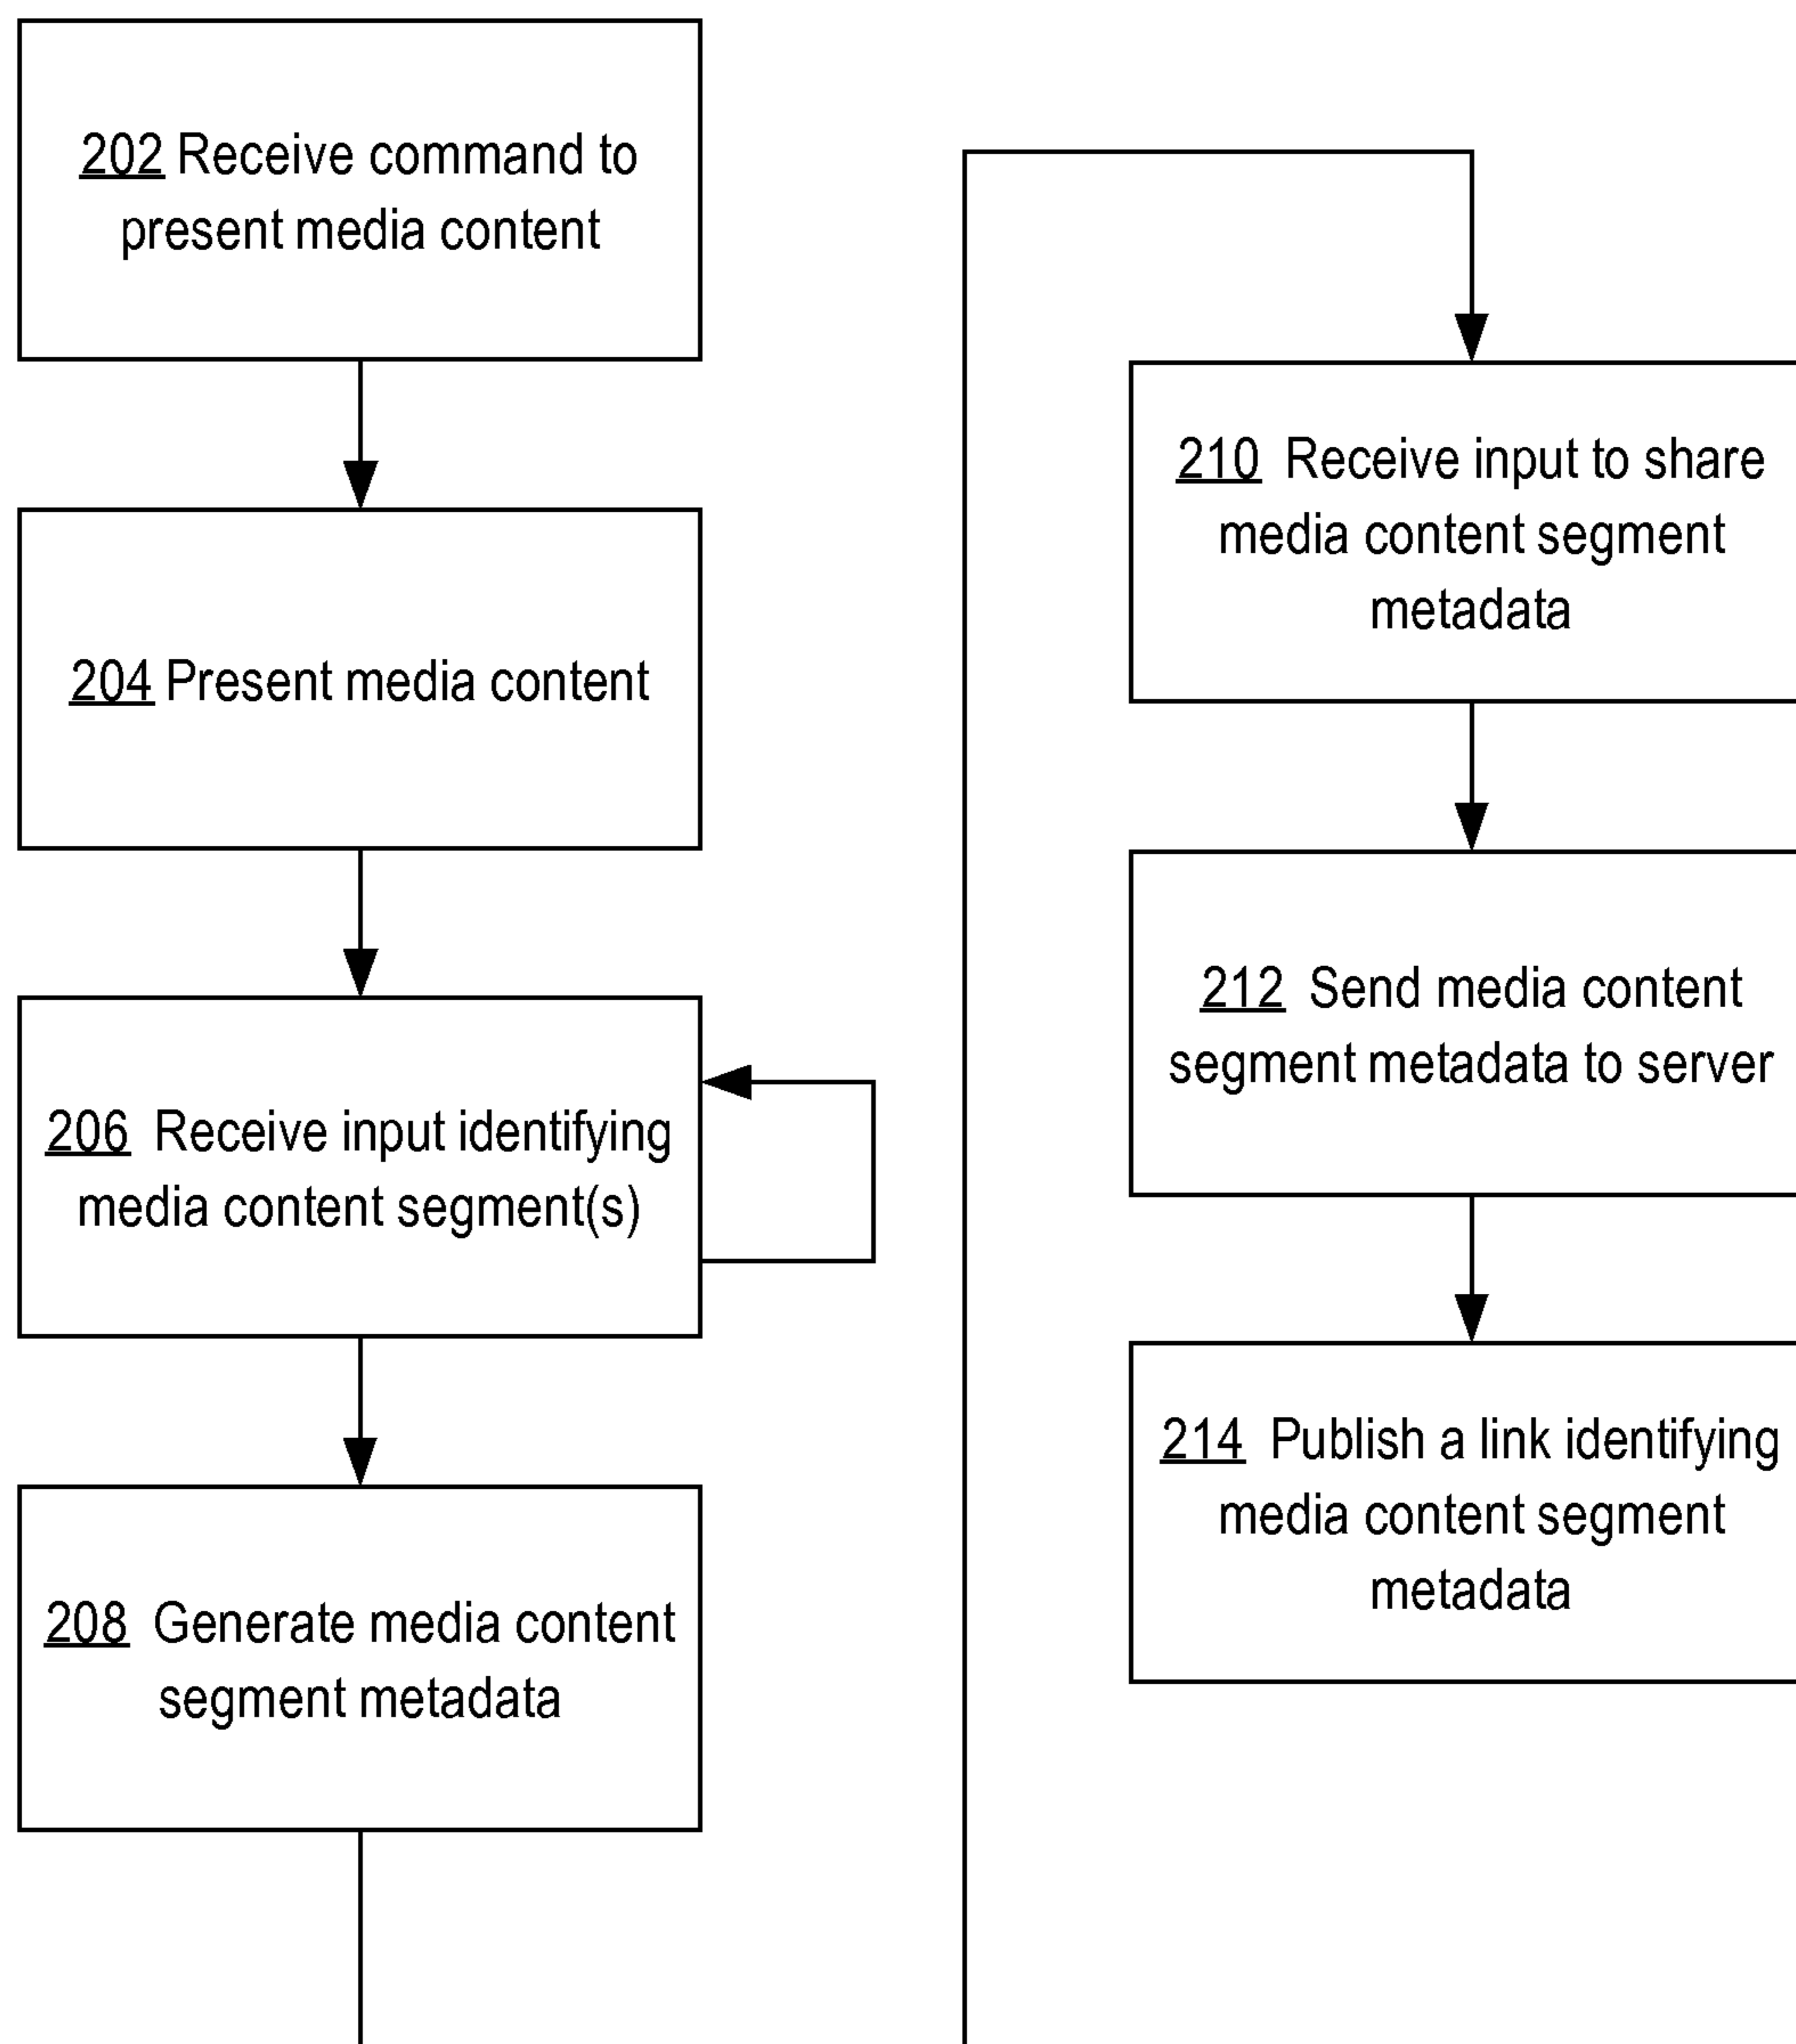 202 Receive command to
present media content
204 Present media content
206 Receive input identifying
media content segment(s)
208 Generate media content
segment metadata
210 Receive input to share
media content segment
metadata
212 Send media content
segment metadata to server
214 Publish a link identifying
media content segment
metadata